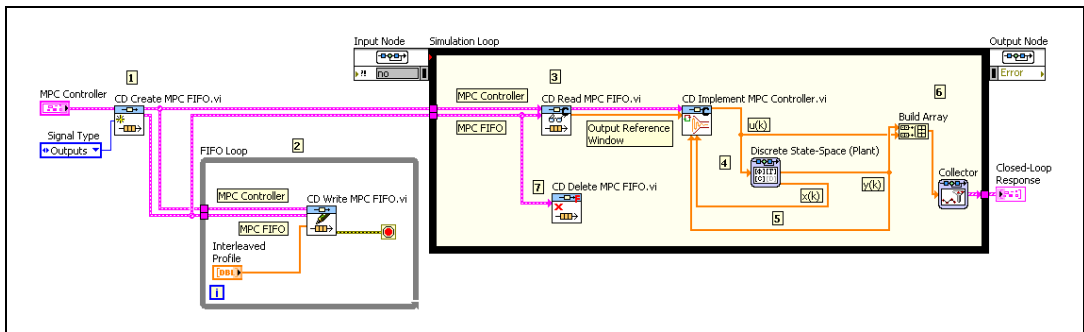 Input Node
Simulation Loop
Output Node
no
Error
1
3
6
MPC Controller
CD Create MPC FIFO.vi
MPC Controller
CD Read MPC FIFO.vi
CD Implement MPC Controller.vi
Build Array
Signal Type
Outputs
MPC FIFO
Output Reference
Window
u(k)
2
FIFO Loop
4
Discrete State-Space (Plant)
7
CD Delete MPC FIFO.vi
x(k)
y(k)
Collector
Closed-Loop
Response
MPC Controller
CD Write MPC FIFO.vi
5
MPC FIFO
Interleaved
Profile
[DBL]
i